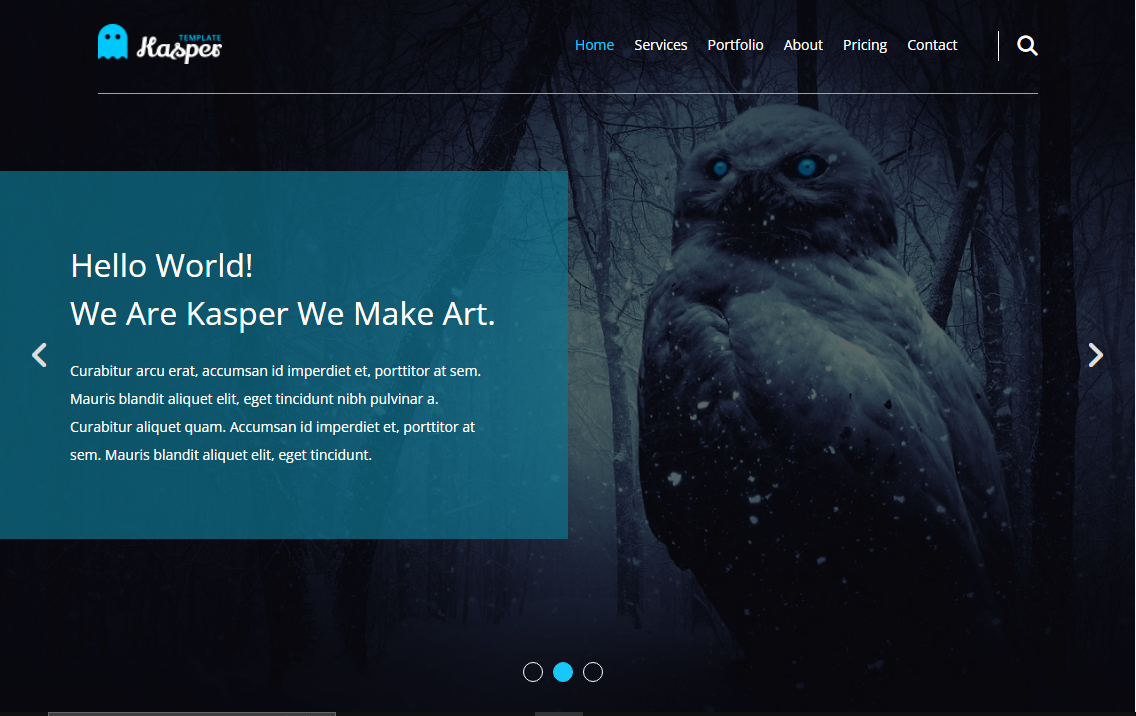 TEMPLATE
Kasper
Home Services Portfolio About Pricing Contact
Hello World!
We Are Kasper We Make Art.
Curabitur arcu erat, accumsan id imperdiet et, porttitor at sem.
Mauris blandit aliquet elit, eget tincidunt nibh pulvinar a.
Curabitur aliquet quam. Accumsan id imperdiet et, porttitor at
sem. Mauris blandit aliquet elit, eget tincidunt.